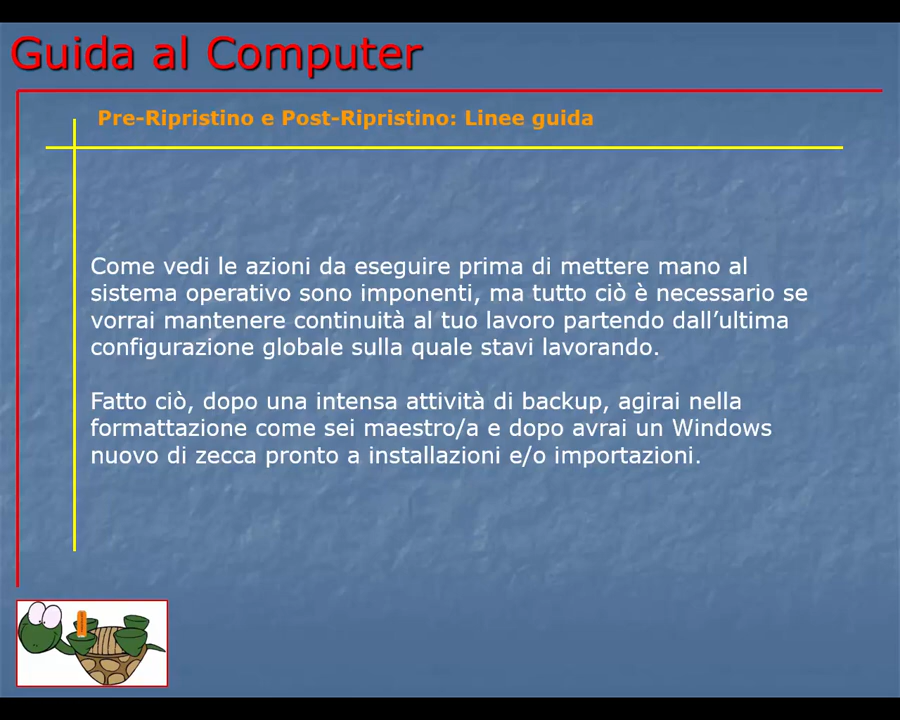 Guida al Computer
Pre-Ripristino e Post-Ripristino: Linee guida
Come vedi le azioni da eseguire prima di mettere mano al
sistema operativo sono imponenti, ma tutto ciò è necessario se
vorrai mantenere continuità al tuo lavoro partendo dall’ultima
configurazione globale sulla quale stavi lavorando.
Fatto ciò, dopo una intensa attività di backup, agirai nella
formattazione come sei maestro/a e dopo avrai un Windows
nuovo di zecca pronto a installazioni e/o importazioni.